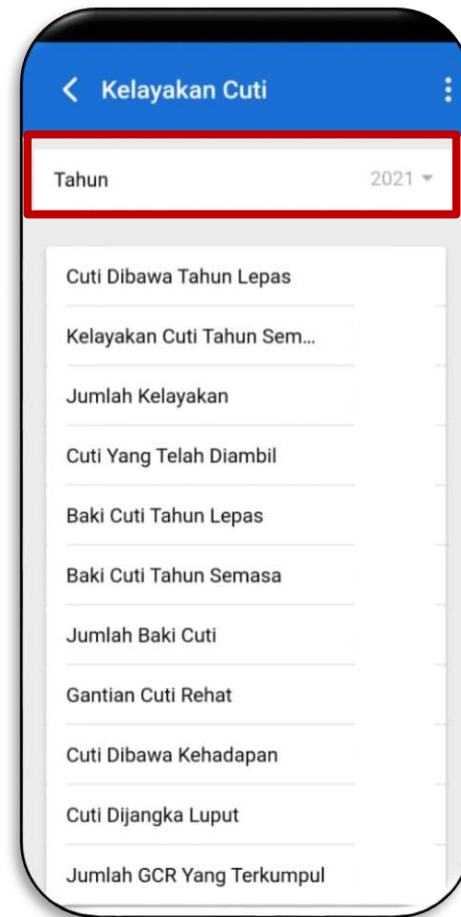 Kelayakan Cuti
Tahun 2021
Cuti Dibawa Tahun Lepas
Kelayakan Cuti Tahun Sem...
Jumlah Kelayakan
Cuti Yang Telah Diambil
Baki Cuti Tahun Lepas
Baki Cuti Tahun Semasa
Jumlah Baki Cuti
Gantian Cuti Rehat
Cuti Dibawa Kehadapan
Cuti Dijangka Luput
Jumlah GCR Yang Terkumpul